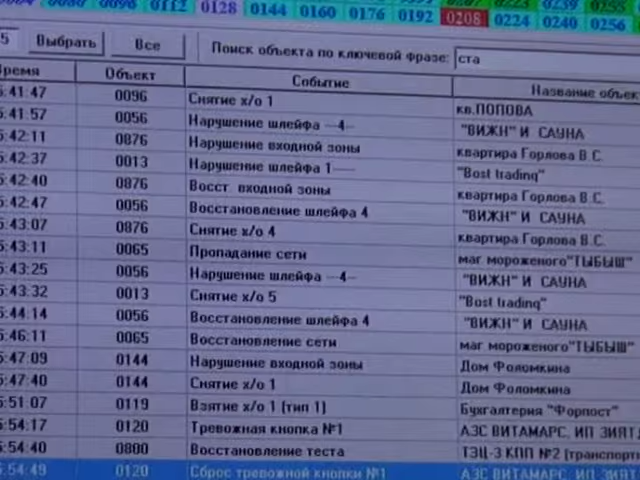 0096 0112 0128 0144 0160 0176 0192 0208 0224 0240 0256
5 Выбрать Все Поиск объекта по ключевой фразе: ста
Время Объект Событие Название объек
5:41:47 0096 Снятие х/о 1 кв.ПОПОВА
5:41:57 0056 Нарушение шлейфа --4-- "ВИЖН" И САУНА
5:42:11 0876 Нарушение входной зоны квартира Горлова В.С.
5:42:37 0013 Нарушение шлейфа 1---- "Bost trading"
5:42:40 0876 Восст. входной зоны квартира Горлова В.С.
5:42:47 0056 Восстановление шлейфа 4 "ВИЖН" И САУНА
5:43:07 0876 Снятие х/о 4 квартира Горлова В.С.
5:43:11 0065 Пропадание сети маг мороженого"ТЫБЫШ"
5:43:25 0056 Нарушение шлейфа --4-- "ВИЖН" И САУНА
5:43:32 0013 Снятие х/о 5 "Bost trading"
5:44:14 0056 Восстановление шлейфа 4 "ВИЖН" И САУНА
5:46:11 0065 Восстановление сети маг мороженого"ТЫБЫШ"
5:47:09 0144 Нарушение входной зоны Дом Фоломкина
5:47:40 0144 Снятие х/о 1 Дом Фоломкина
5:51:07 0119 Взятие х/о 1 (тип 1) Бухгалтерия "Форпост"
5:54:17 0120 Тревожная кнопка №1 АЗС ВИТАМАРС, ИП ЗИЯТ
5:54:40 0800 Восстановление теста ТЭЦ-3 КПП №2 (транспорт
5:54:49 0120 Сброс тревожной кнопки №1 АЗС ВИТАМАРС, ИП ЗИЯТ